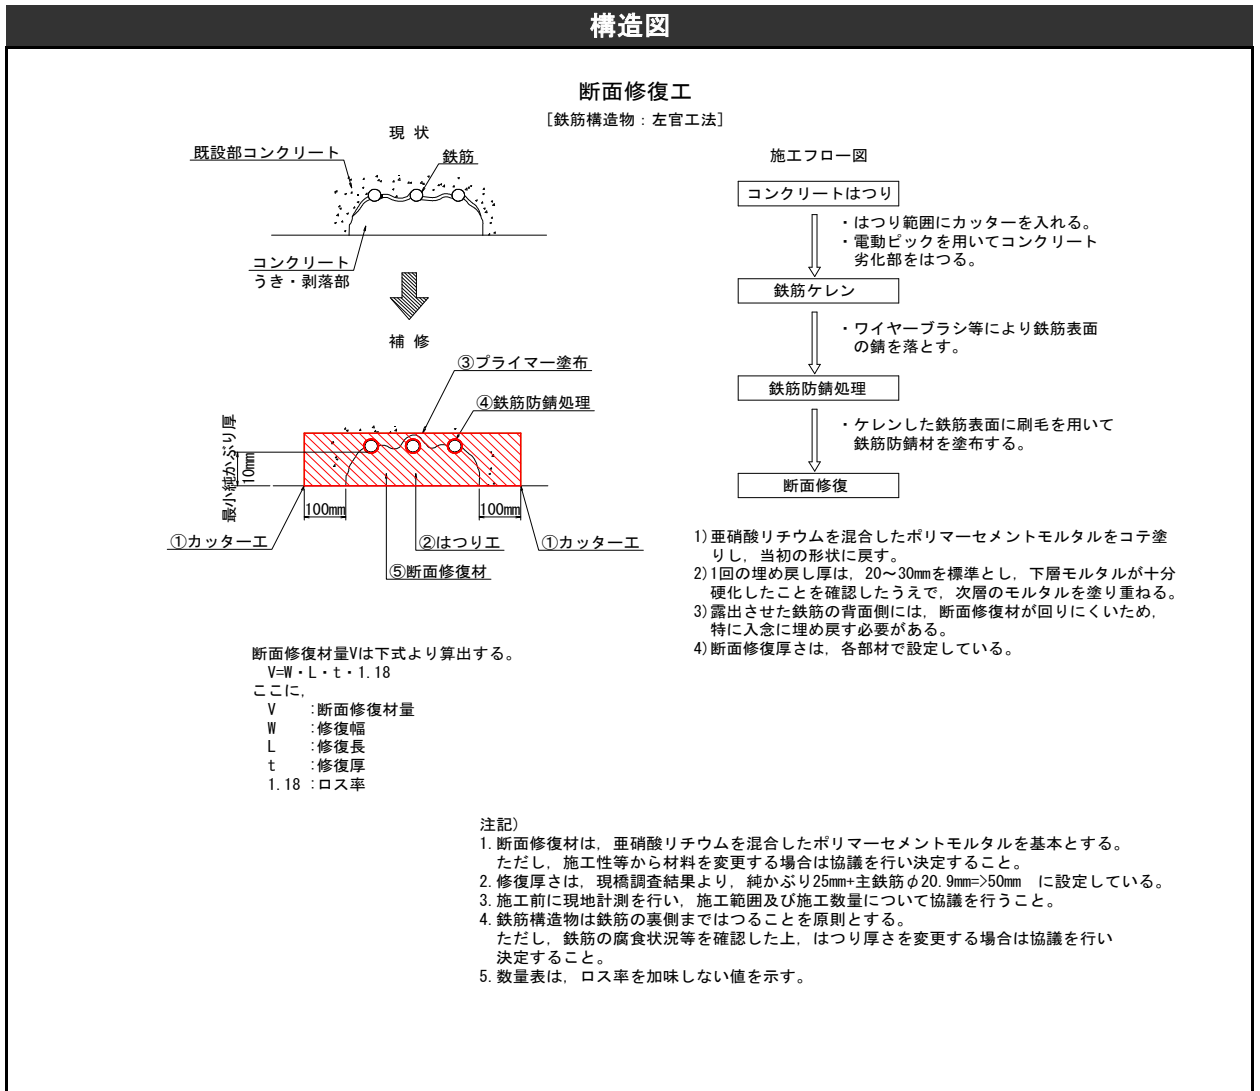 構造図
断面修復工
[鉄筋構造物：左官工法]
現 状
既設部コンクリート
鉄筋
コンクリート
うき・剥落部
補 修
③プライマー塗布
④鉄筋防錆処理
最小純かぶり厚
10mm
100mm
100mm
①カッター工
②はつり工
①カッター工
⑤断面修復材
断面修復材量Vは下式より算出する。
V=W・L・t・1.18
ここに,
V :断面修復材量
W :修復幅
L :修復長
t :修復厚
1.18 :ロス率
施工フロー図
コンクリートはつり
・はつり範囲にカッターを入れる。
・電動ピックを用いてコンクリート
劣化部をはつる。
鉄筋ケレン
・ワイヤーブラシ等により鉄筋表面
の錆を落とす。
鉄筋防錆処理
・ケレンした鉄筋表面に刷毛を用いて
鉄筋防錆材を塗布する。
断面修復
1)亜硝酸リチウムを混合したポリマーセメントモルタルをコテ塗
りし, 当初の形状に戻す。
2)1回の埋め戻し厚は, 20～30mmを標準とし, 下層モルタルが十分
硬化したことを確認したうえで, 次層のモルタルを塗り重ねる。
3)露出させた鉄筋の背面側には, 断面修復材が回りにくいため,
特に入念に埋め戻す必要がある。
4)断面修復厚さは, 各部材で設定している。
注記)
1.断面修復材は, 亜硝酸リチウムを混合したポリマーセメントモルタルを基本とする。
ただし, 施工性等から材料を変更する場合は協議を行い決定すること。
2.修復厚さは, 現橋調査結果より, 純かぶり25mm+主鉄筋φ20.9mm=>50mm に設定している。
3.施工前に現地計測を行い, 施工範囲及び施工数量について協議を行うこと。
4.鉄筋構造物は鉄筋の裏側まではつることを原則とする。
ただし, 鉄筋の腐食状況等を確認した上, はつり厚さを変更する場合は協議を行い
決定すること。
5.数量表は, ロス率を加味しない値を示す。